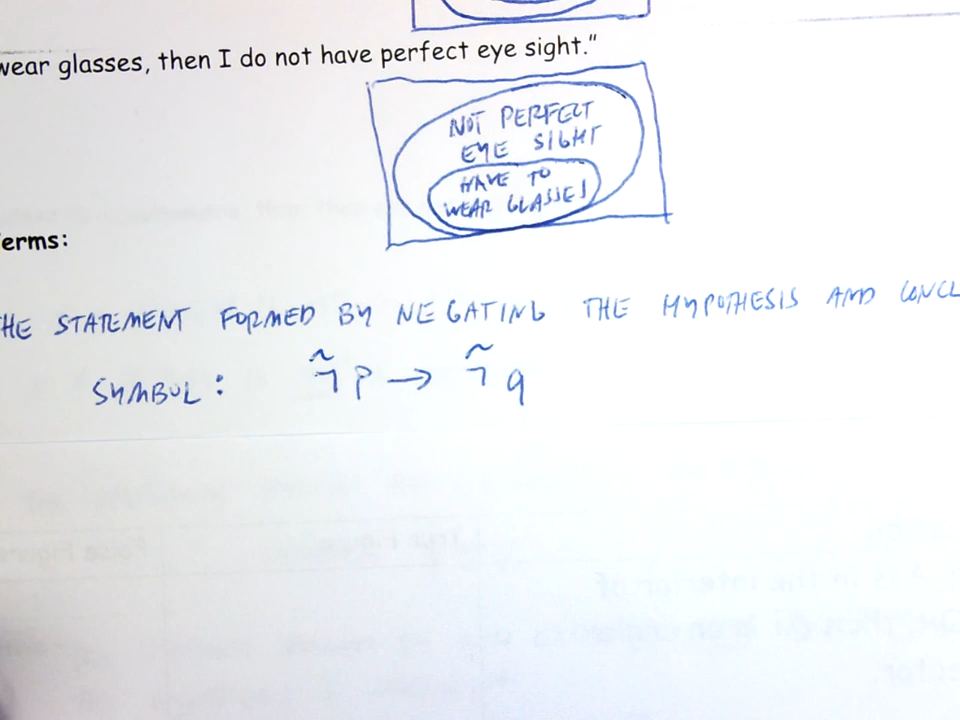 wear glasses, then I do not have perfect eye sight."
NOT PERFECT
EYE SIGHT
HAVE TO
WEAR GLASSES
Terms:
THE STATEMENT FORMED BY NEGATING THE HYPOTHESIS AND CONCL
SYMBOL: ~¬p → ~¬q